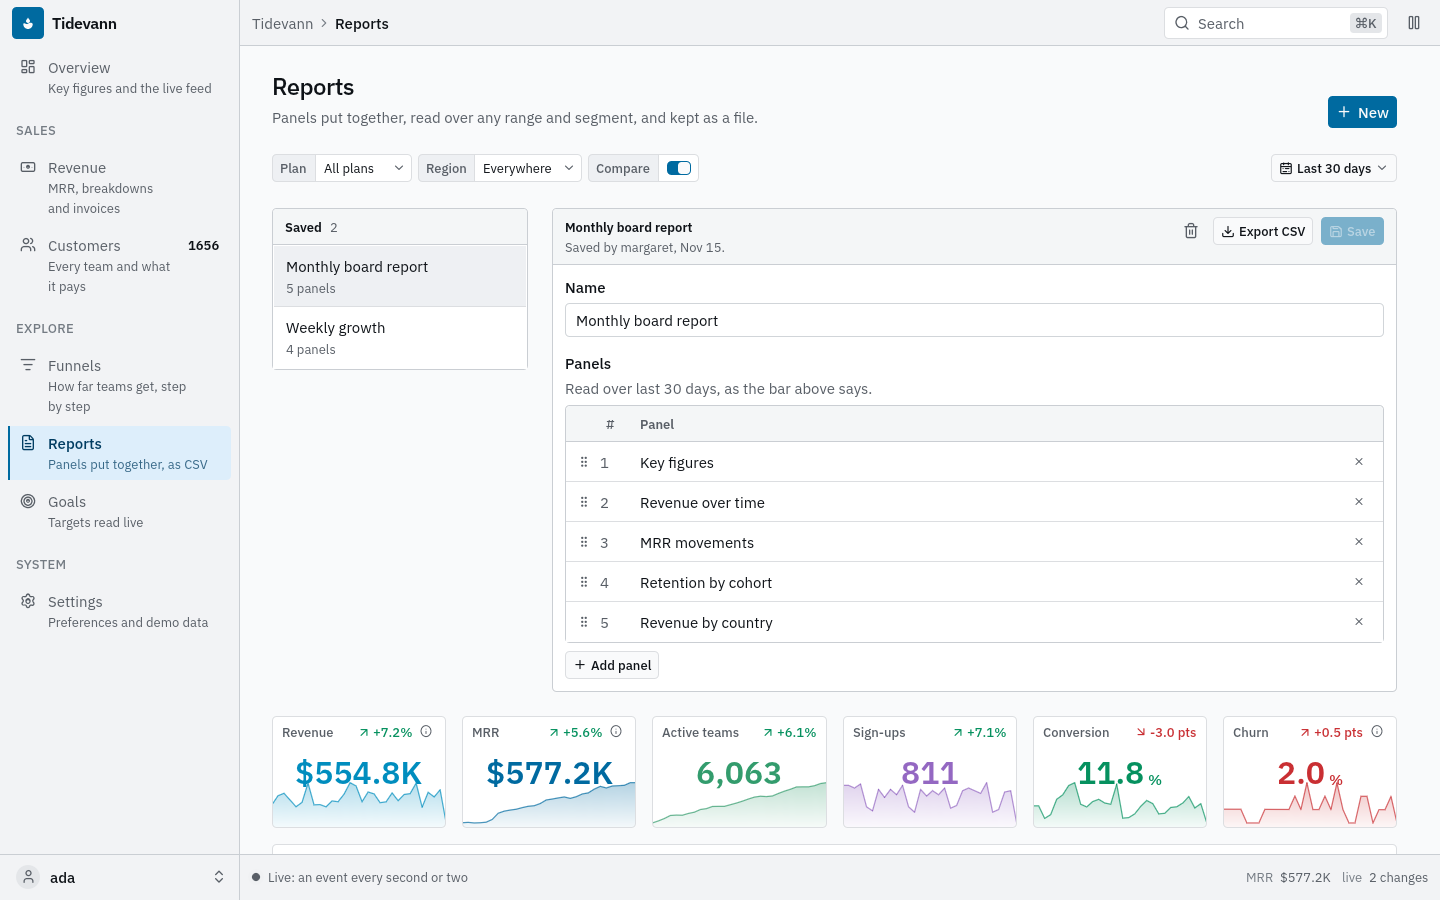 Tidevann
Overview
Key figures and the live feed
SALES
Revenue
MRR, breakdowns
and invoices
Customers 1656
Every team and what
it pays
EXPLORE
Funnels
How far teams get, step
by step
Reports
Panels put together, as CSV
Goals
Targets read live
SYSTEM
Settings
Preferences and demo data
ada
Tidevann > Reports
Search ⌘K
Reports
Panels put together, read over any range and segment, and kept as a file.
New
Plan All plans Region Everywhere Compare Last 30 days
Saved 2
Monthly board report
5 panels
Weekly growth
4 panels
Monthly board report
Saved by margaret, Nov 15.
Export CSV Save
Name
Monthly board report
Panels
Read over last 30 days, as the bar above says.
# Panel
1 Key figures
2 Revenue over time
3 MRR movements
4 Retention by cohort
5 Revenue by country
Add panel
Revenue +7.2%
$554.8K
MRR +5.6%
$577.2K
Active teams +6.1%
6,063
Sign-ups +7.1%
811
Conversion -3.0 pts
11.8 %
Churn +0.5 pts
2.0 %
Live: an event every second or two
MRR $577.2K live 2 changes